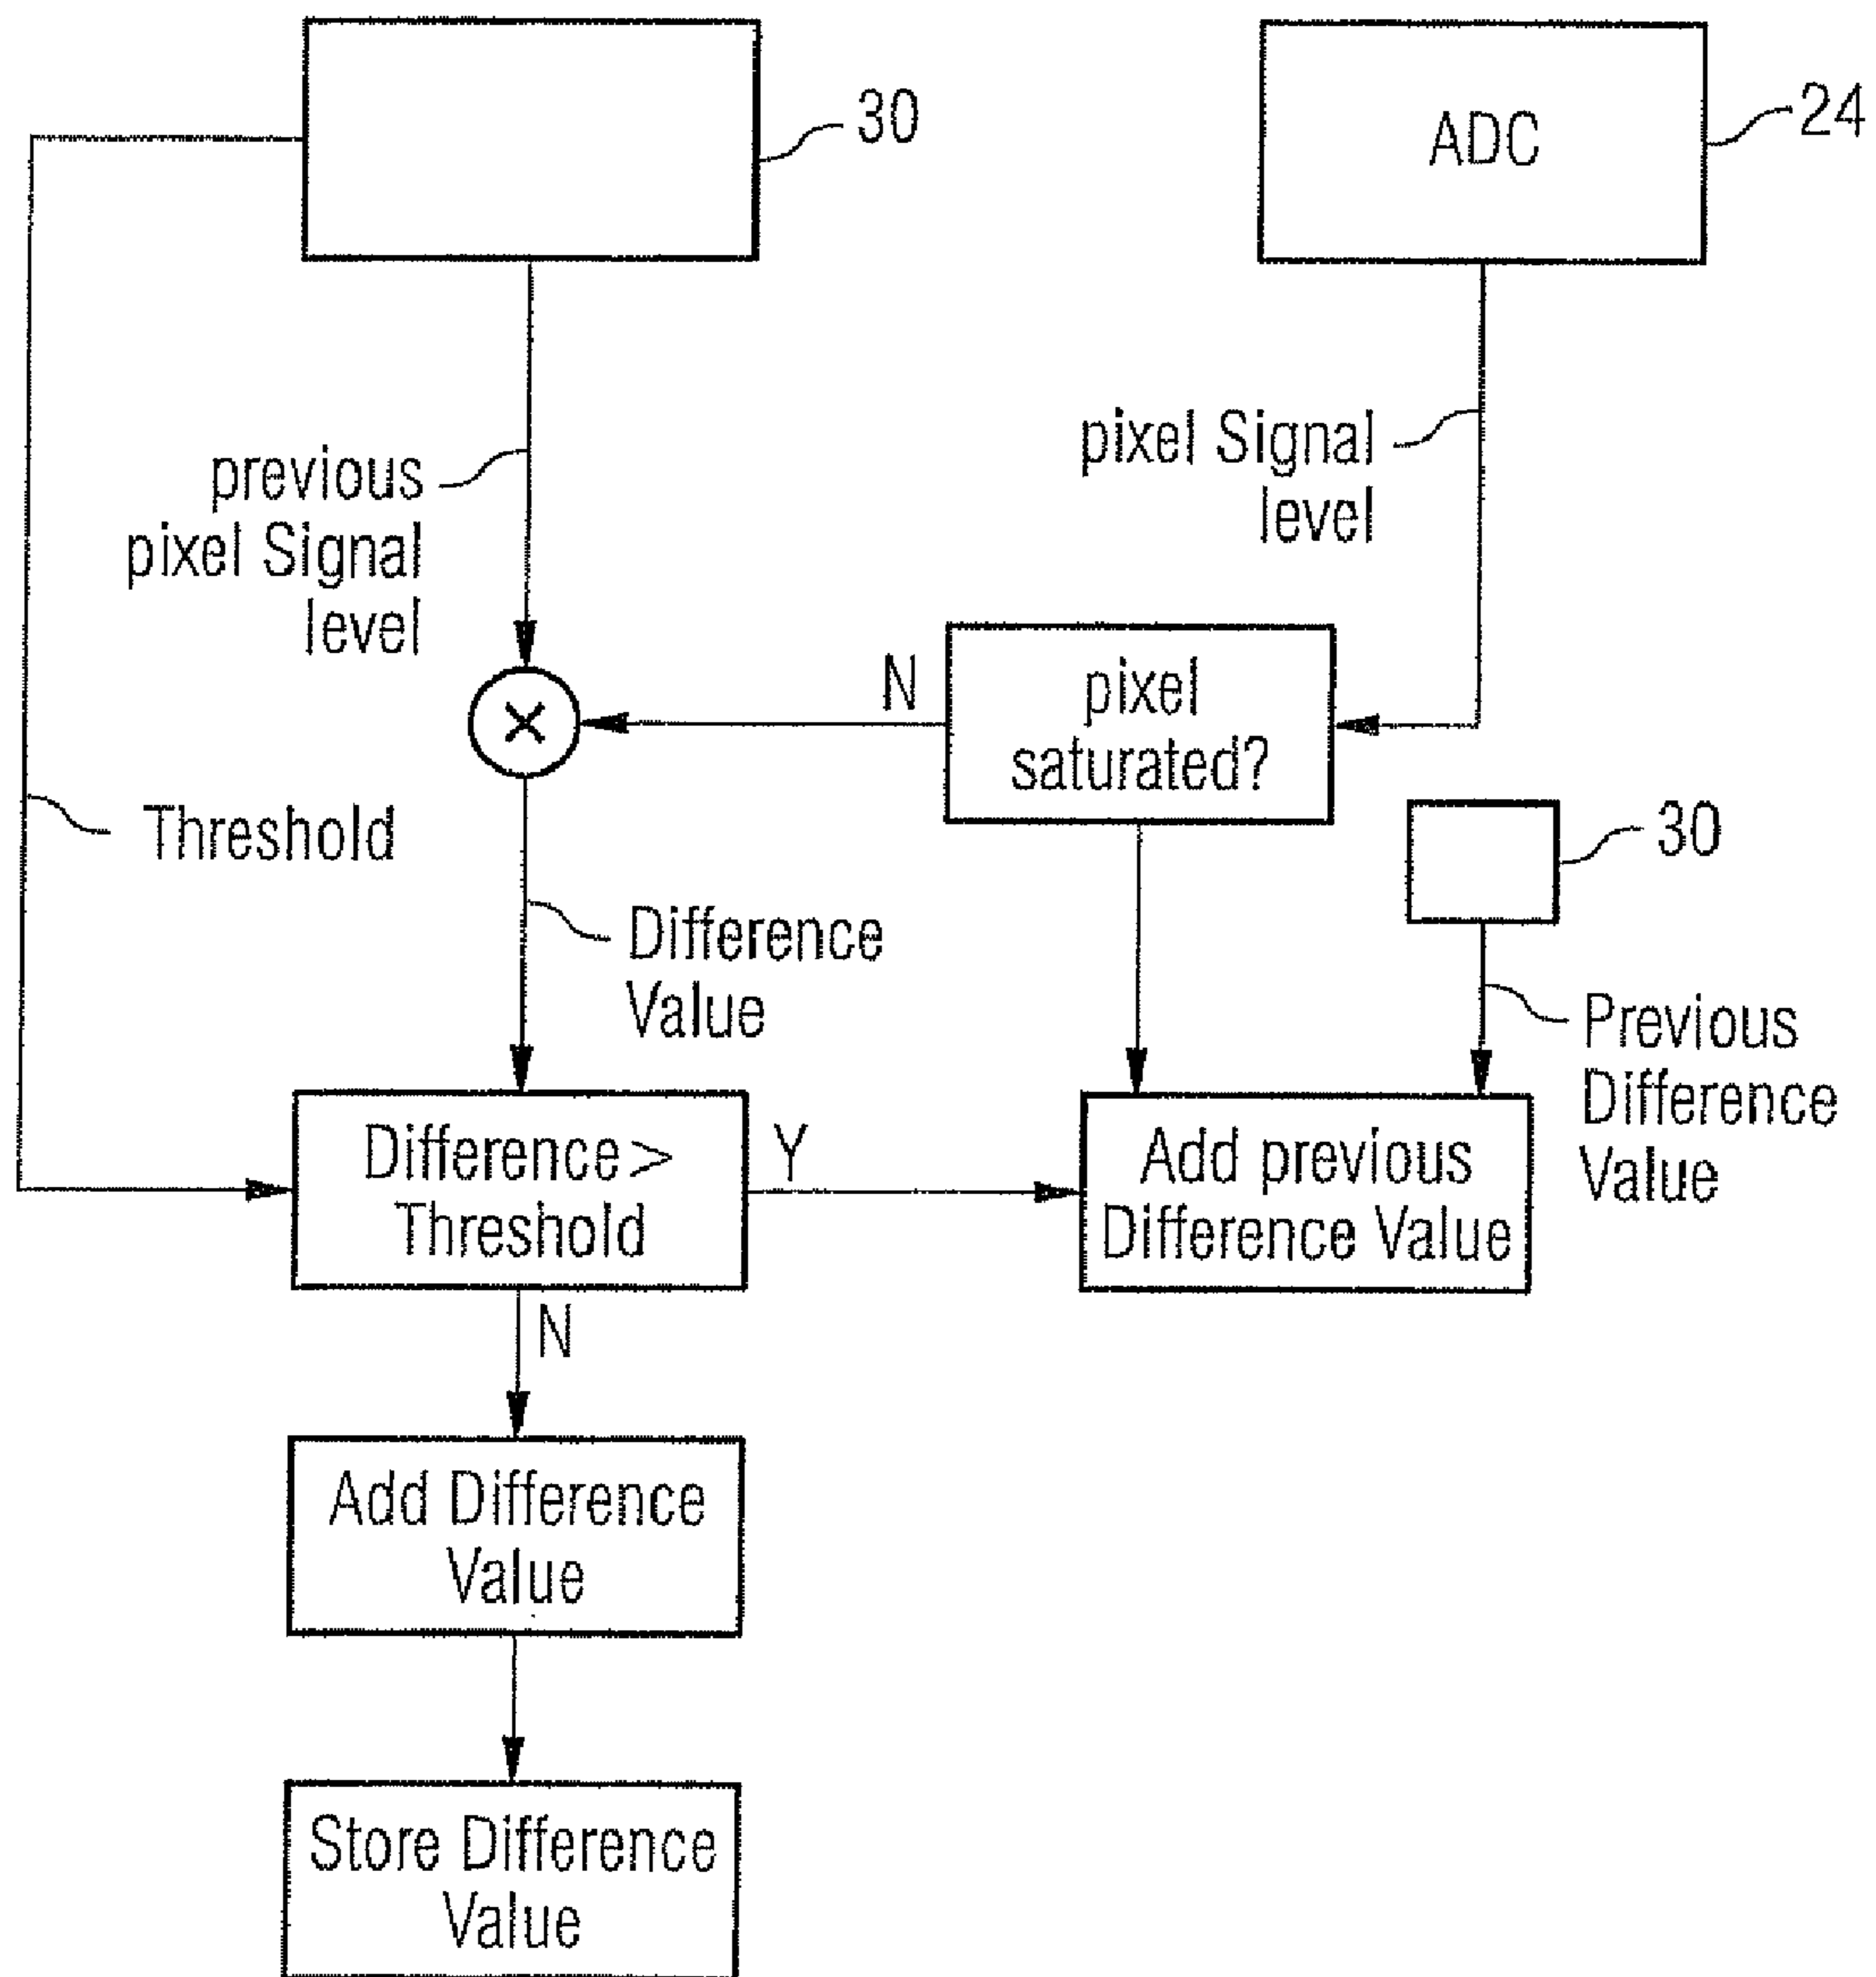 30
ADC
24
previous
pixel Signal
level
pixel Signal
level
N
pixel
saturated?
Threshold
30
Difference
Value
Previous
Difference
Value
Difference >
Threshold
Y
Add previous
Difference Value
N
Add Difference
Value
Store Difference
Value